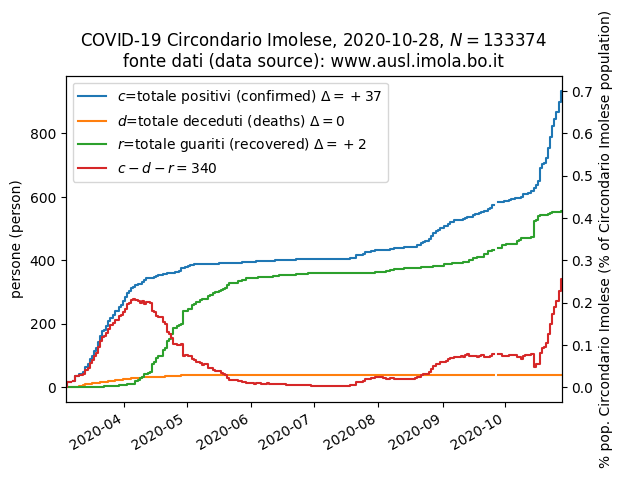 COVID-19 Circondario Imolese, 2020-10-28, N = 133374
fonte dati (data source): www.ausl.imola.bo.it
c=totale positivi (confirmed) Δ = +37
d=totale deceduti (deaths) Δ = 0
r=totale guariti (recovered) Δ = +2
c − d − r = 340
persone (person)
800
600
400
200
0
0.7
0.6
0.5
0.4
0.3
0.2
0.1
0.0
% pop. Circondario Imolese (% of Circondario Imolese population)
2020-04
2020-05
2020-06
2020-07
2020-08
2020-09
2020-10